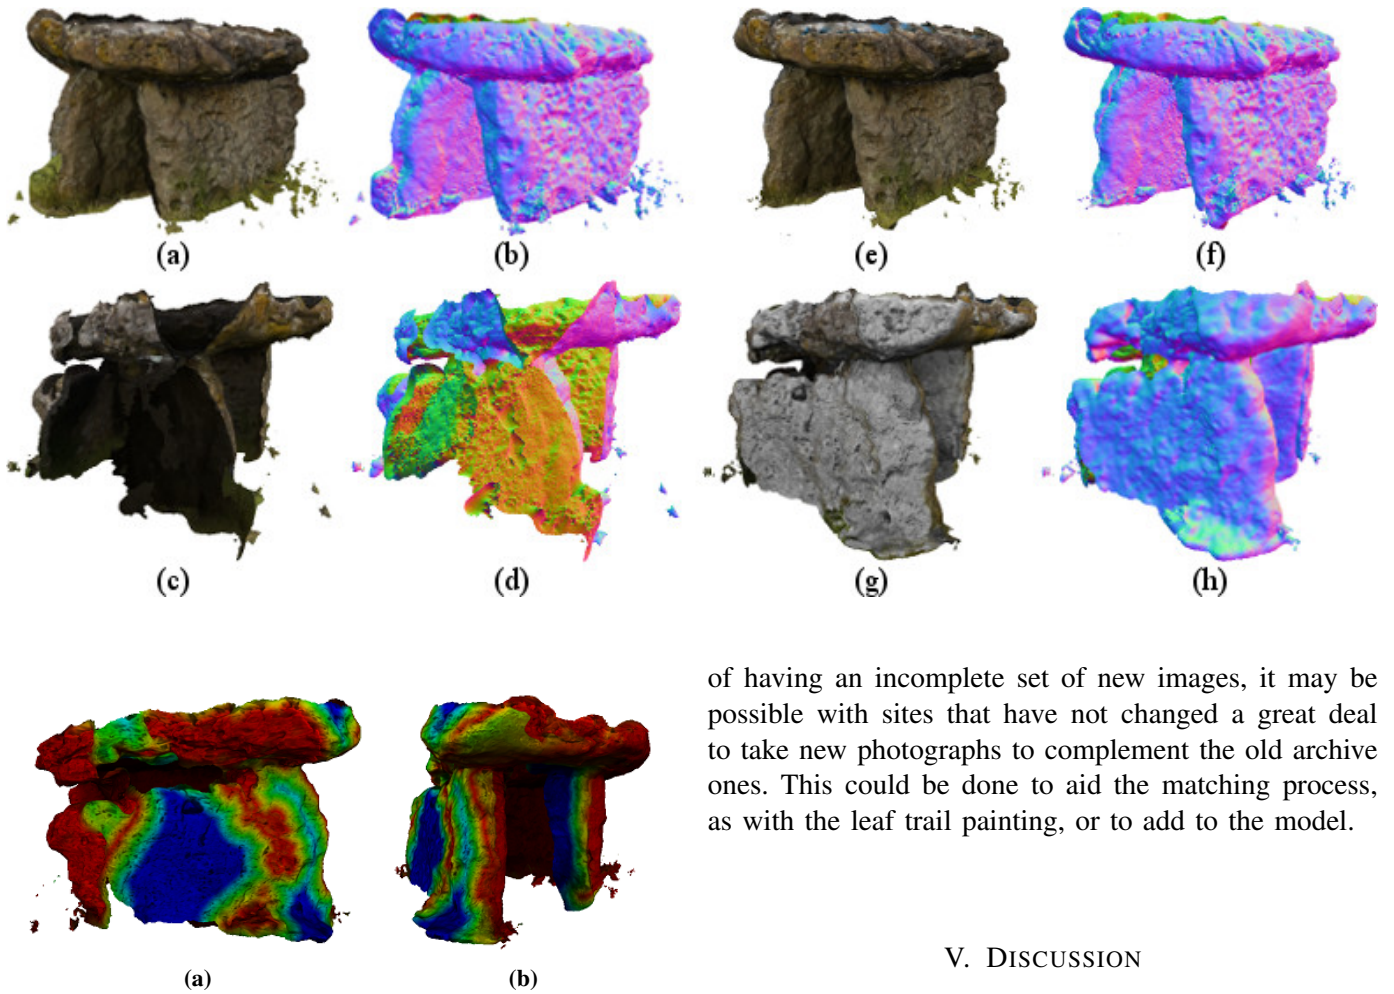 (a)
(b)
(e)
(f)
(c)
(d)
(g)
(h)
(a)
(b)
of having an incomplete set of new images, it may be
possible with sites that have not changed a great deal
to take new photographs to complement the old archive
ones. This could be done to aid the matching process,
as with the leaf trail painting, or to add to the model.
V. DISCUSSION